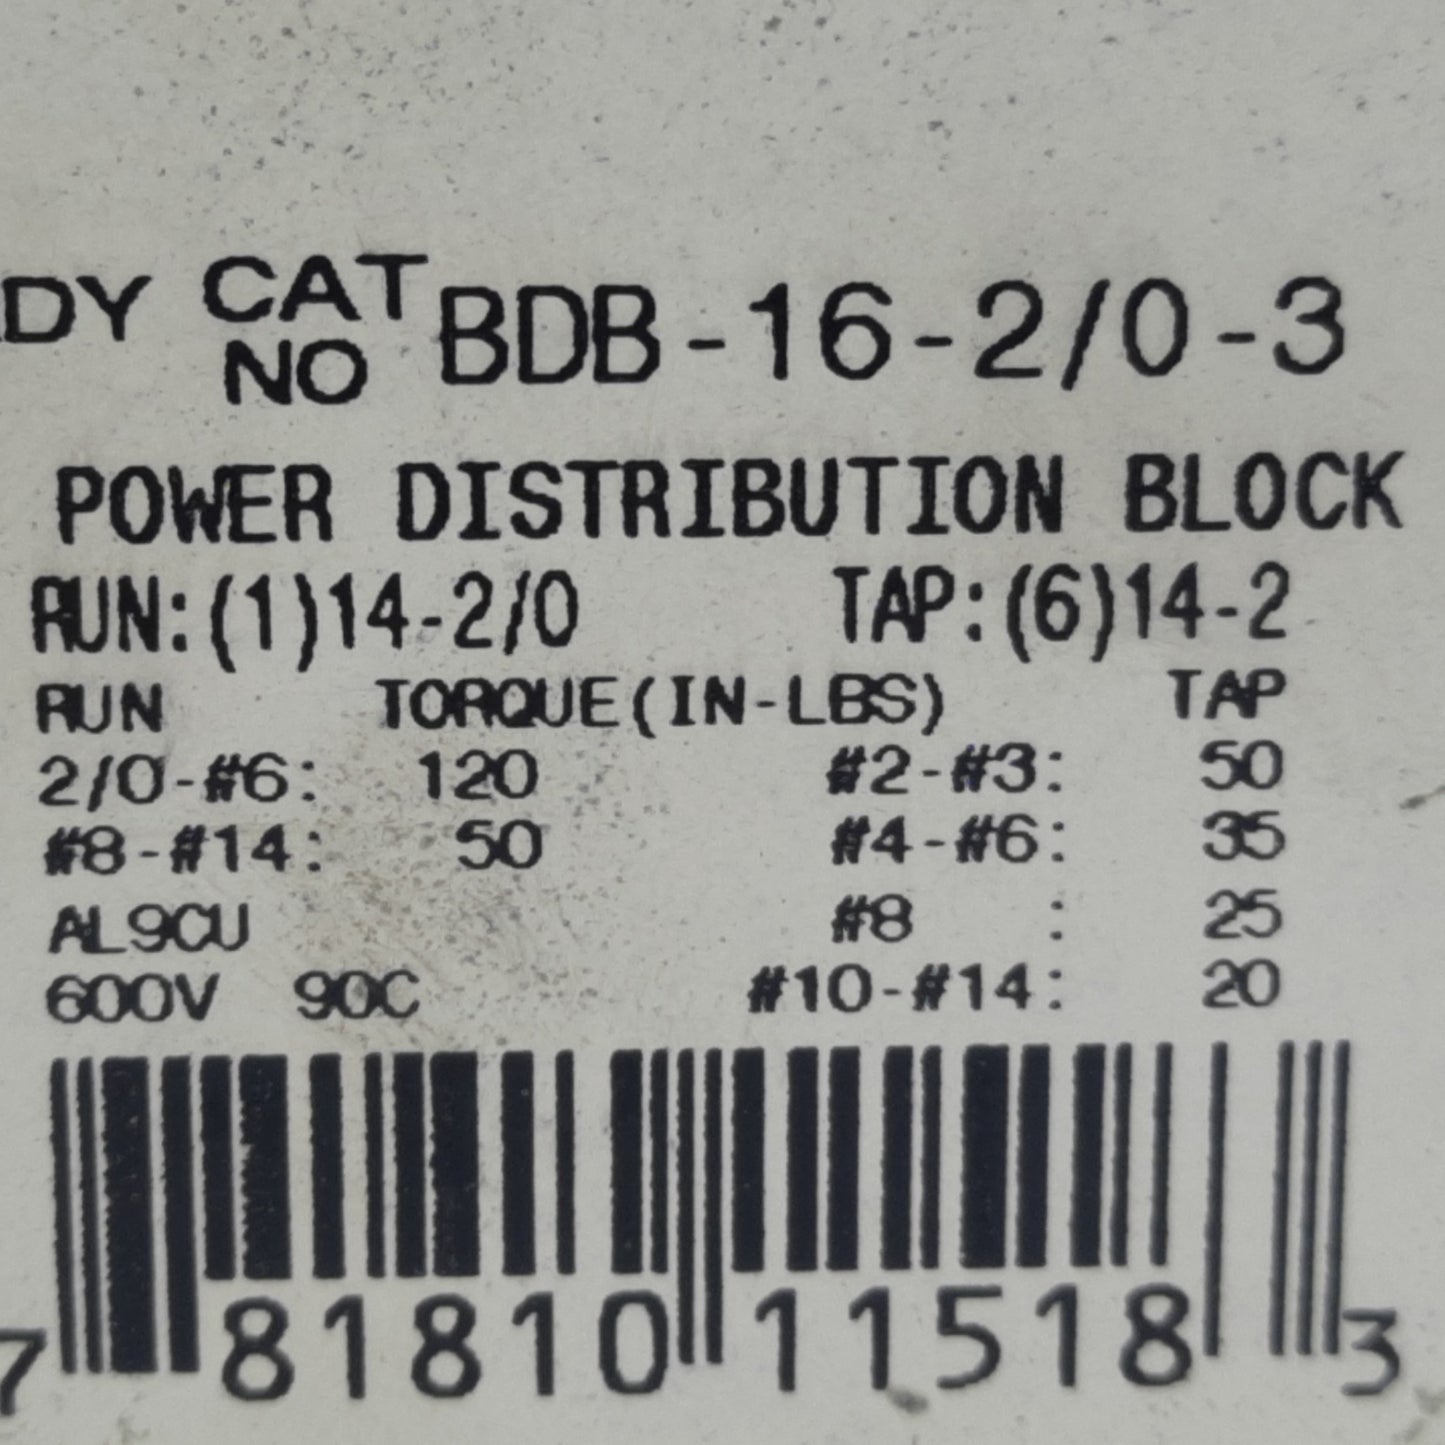 DY CAT NO BDB-16-2/0-3
POWER DISTRIBUTION BLOCK
RUN:(1)14-2/0 TAP:(6)14-2
RUN TORQUE(IN-LBS) TAP
2/0-#6: 120 #2-#3: 50
#8-#14: 50 #4-#6: 35
AL9CU #8 : 25
600V 90C #10-#14: 20
7 81810 11518 3